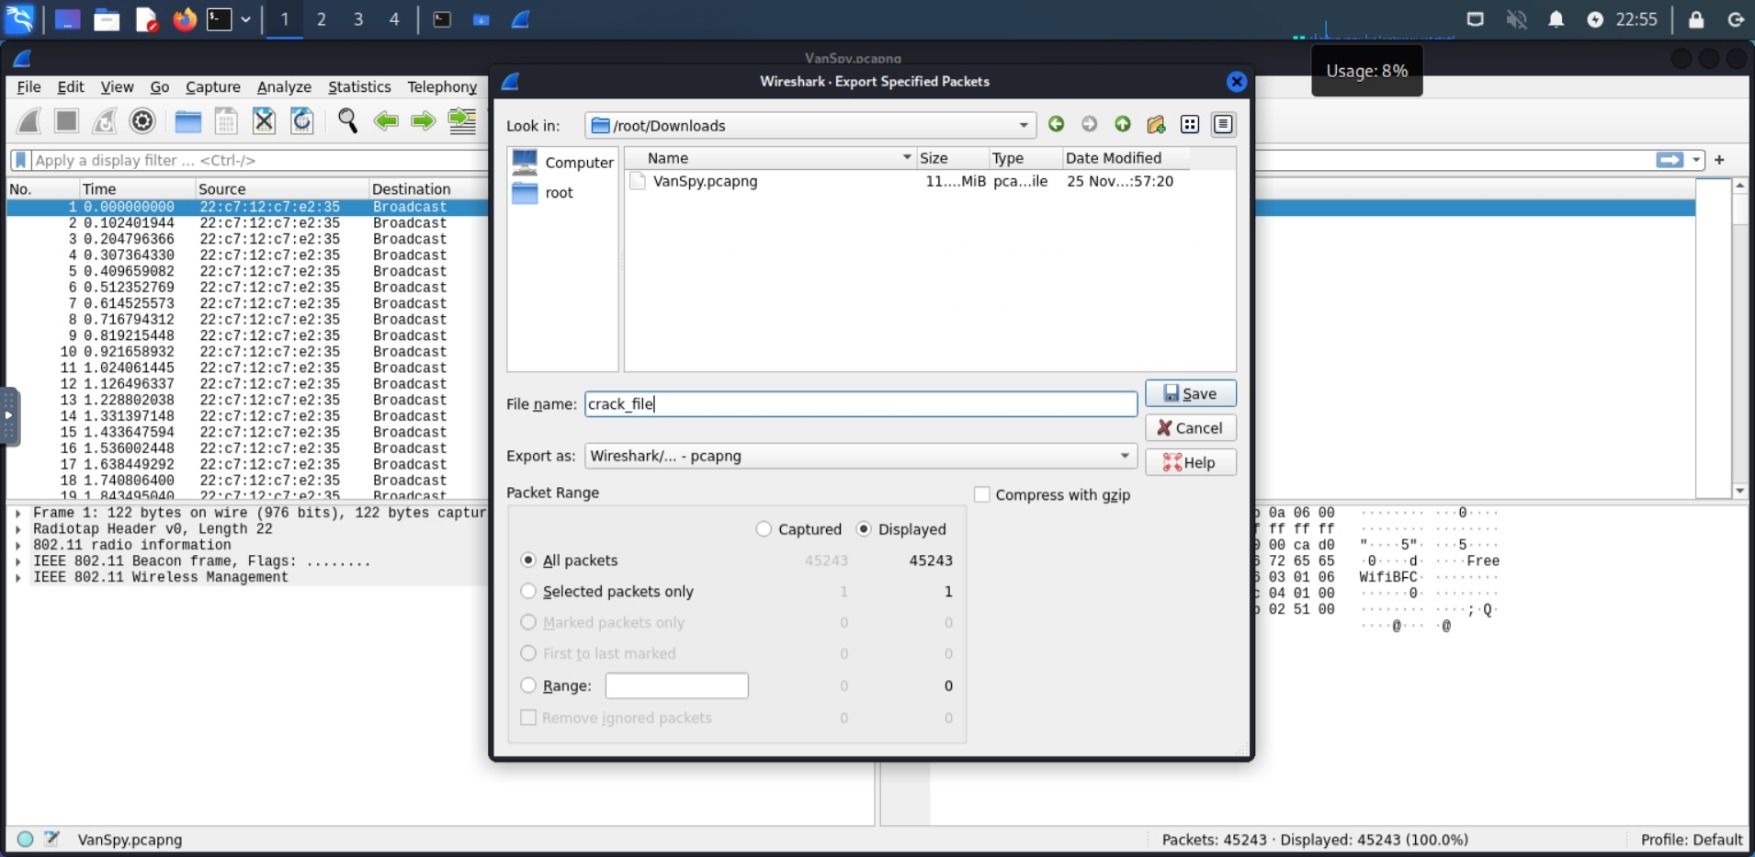 1 2 3 4 22:55
VanSpy.pcapng
Usage: 8%
File Edit View Go Capture Analyze Statistics Telephony
Apply a display filter ... <Ctrl-/>
No. Time Source Destination
1 0.000000000 22:c7:12:c7:e2:35 Broadcast
2 0.102401944 22:c7:12:c7:e2:35 Broadcast
3 0.204796366 22:c7:12:c7:e2:35 Broadcast
4 0.307364330 22:c7:12:c7:e2:35 Broadcast
5 0.409659082 22:c7:12:c7:e2:35 Broadcast
6 0.512352769 22:c7:12:c7:e2:35 Broadcast
7 0.614525573 22:c7:12:c7:e2:35 Broadcast
8 0.716794312 22:c7:12:c7:e2:35 Broadcast
9 0.819215448 22:c7:12:c7:e2:35 Broadcast
10 0.921658932 22:c7:12:c7:e2:35 Broadcast
11 1.024061445 22:c7:12:c7:e2:35 Broadcast
12 1.126496337 22:c7:12:c7:e2:35 Broadcast
13 1.228802038 22:c7:12:c7:e2:35 Broadcast
14 1.331397148 22:c7:12:c7:e2:35 Broadcast
15 1.433647594 22:c7:12:c7:e2:35 Broadcast
16 1.536002448 22:c7:12:c7:e2:35 Broadcast
17 1.638449292 22:c7:12:c7:e2:35 Broadcast
18 1.740806400 22:c7:12:c7:e2:35 Broadcast
19 1.843495040 22:c7:12:c7:e2:35 Broadcast
Frame 1: 122 bytes on wire (976 bits), 122 bytes captur
Radiotap Header v0, Length 22
802.11 radio information
IEEE 802.11 Beacon frame, Flags: ........
IEEE 802.11 Wireless Management
Wireshark · Export Specified Packets
Look in: /root/Downloads
Computer
root
Name Size Type Date Modified
VanSpy.pcapng 11....MiB pca...ile 25 Nov...:57:20
File name: crack_file
Save
Cancel
Export as: Wireshark/... - pcapng
Help
Packet Range
Compress with gzip
Captured Displayed
All packets 45243 45243
Selected packets only 1 1
Marked packets only 0 0
First to last marked 0 0
Range: 0 0
Remove ignored packets 0 0
0a 06 00 ········ ···0····
ff ff ff ········ ········
00 ca d0 "····5"· ··5·····
72 65 65 ·0····d· ····Free
03 01 06 WifiBFC· ········
04 01 00 ······0· ········
02 51 00 ········ ····;·Q·
····@··· ·@
VanSpy.pcapng
Packets: 45243 · Displayed: 45243 (100.0%)
Profile: Default